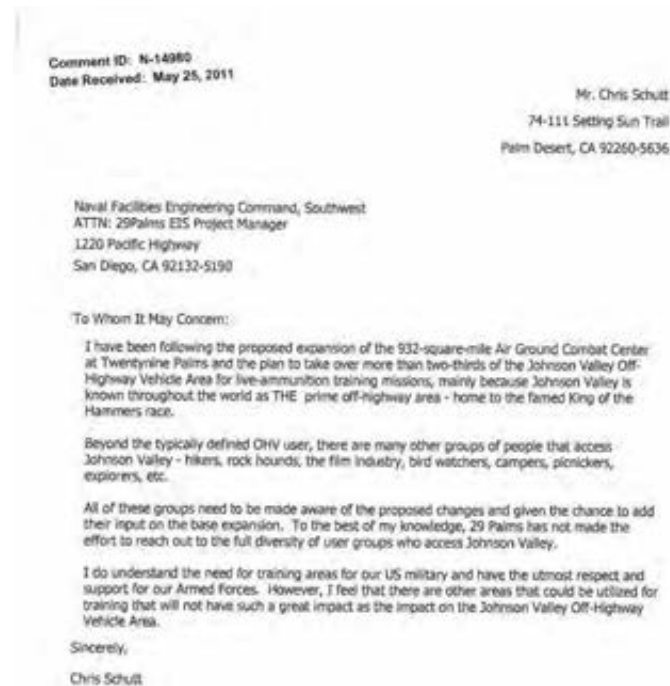 Comment ID: N-14980
Date Received: May 25, 2011
Mr. Chris Schutt
74-111 Setting Sun Trail
Palm Desert, CA 92260-5636
Naval Facilities Engineering Command, Southwest
ATTN: 29Palms EIS Project Manager
1220 Pacific Highway
San Diego, CA 92132-5190
To Whom It May Concern:
I have been following the proposed expansion of the 932-square-mile Air Ground Combat Center
at Twentynine Palms and the plan to take over more than two-thirds of the Johnson Valley Off-
Highway Vehicle Area for live-ammunition training missions, mainly because Johnson Valley is
known throughout the world as THE prime off-highway area - home to the famed King of the
Hammers race.
Beyond the typically defined OHV user, there are many other groups of people that access
Johnson Valley - hikers, rock hounds, the film industry, bird watchers, campers, picnickers,
explorers, etc.
All of these groups need to be made aware of the proposed changes and given the chance to add
their input on the base expansion. To the best of my knowledge, 29 Palms has not made the
effort to reach out to the full diversity of user groups who access Johnson Valley.
I do understand the need for training areas for our US military and have the utmost respect and
support for our Armed Forces. However, I feel that there are other areas that could be utilized for
training that will not have such a great impact as the impact on the Johnson Valley Off-Highway
Vehicle Area.
Sincerely,
Chris Schutt